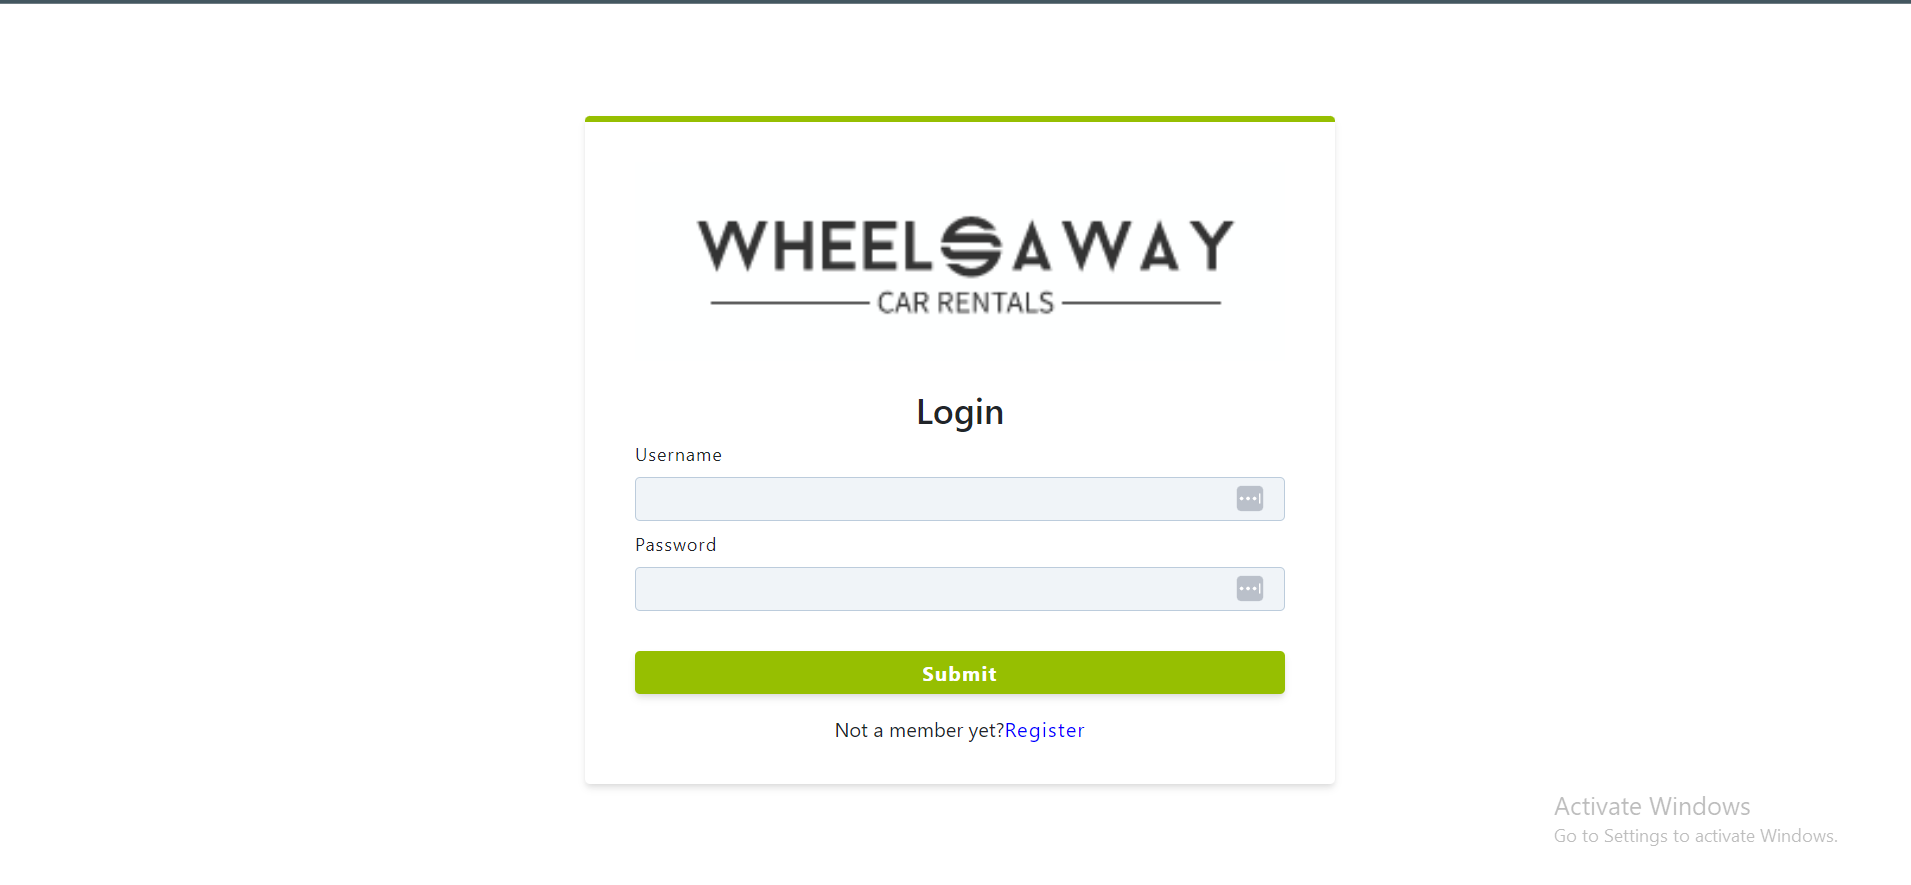 WHEELSAWAY
CAR RENTALS
Login
Username
Password
Submit
Not a member yet?Register
Activate Windows
Go to Settings to activate Windows.